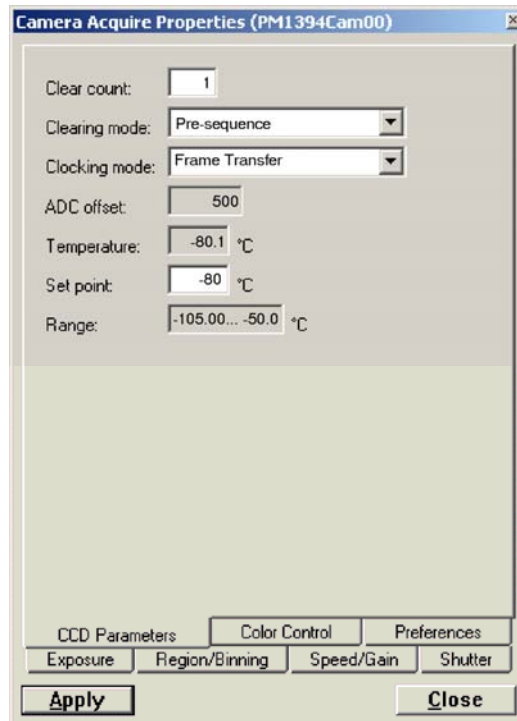 Camera Acquire Properties (PM1394Cam00)
Clear count: 1
Clearing mode: Pre-sequence
Clocking mode: Frame Transfer
ADC offset: 500
Temperature: -80.1 °C
Set point: -80 °C
Range: -105.00... -50.0 °C
CCD Parameters Color Control Preferences
Exposure Region/Binning Speed/Gain Shutter
Apply Close